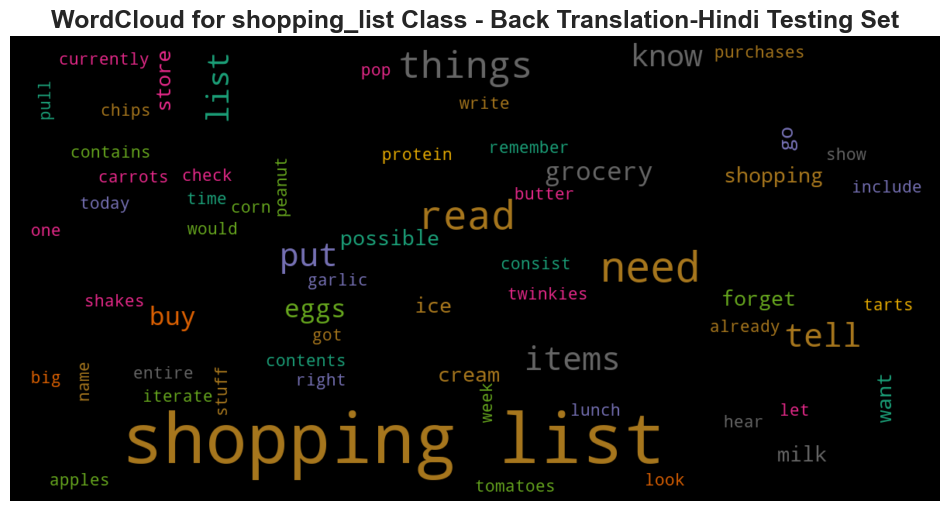 WordCloud for shopping_list Class - Back Translation-Hindi Testing Set
currently
store
list
pop
things
know
purchases
pull
chips
write
go
contains
protein
remember
show
carrots
check
peanut
grocery
shopping
include
today
time
corn
butter
one
would
read
possible
put
consist
need
garlic
shakes
buy
eggs
ice
twinkies
forget
tarts
got
already
tell
contents
items
big
name
entire
stuff
right
cream
iterate
week
lunch
let
want
hear
shopping list
milk
apples
tomatoes
look